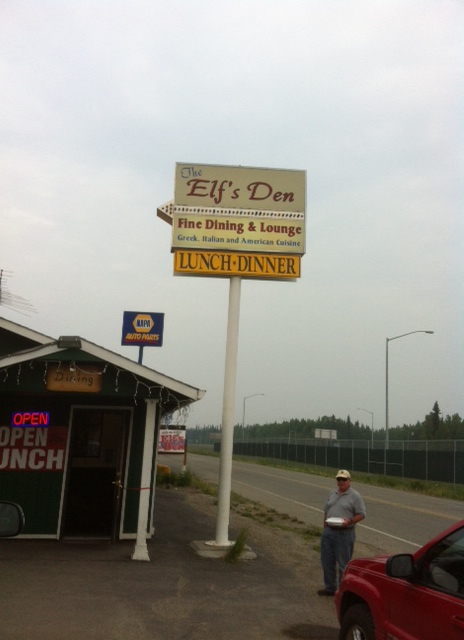 The
Elf's Den
Fine Dining & Lounge
Greek, Italian and American Cuisine
LUNCH·DINNER
NAPA
AUTO PARTS
Dining
OPEN
OPEN
UNCH